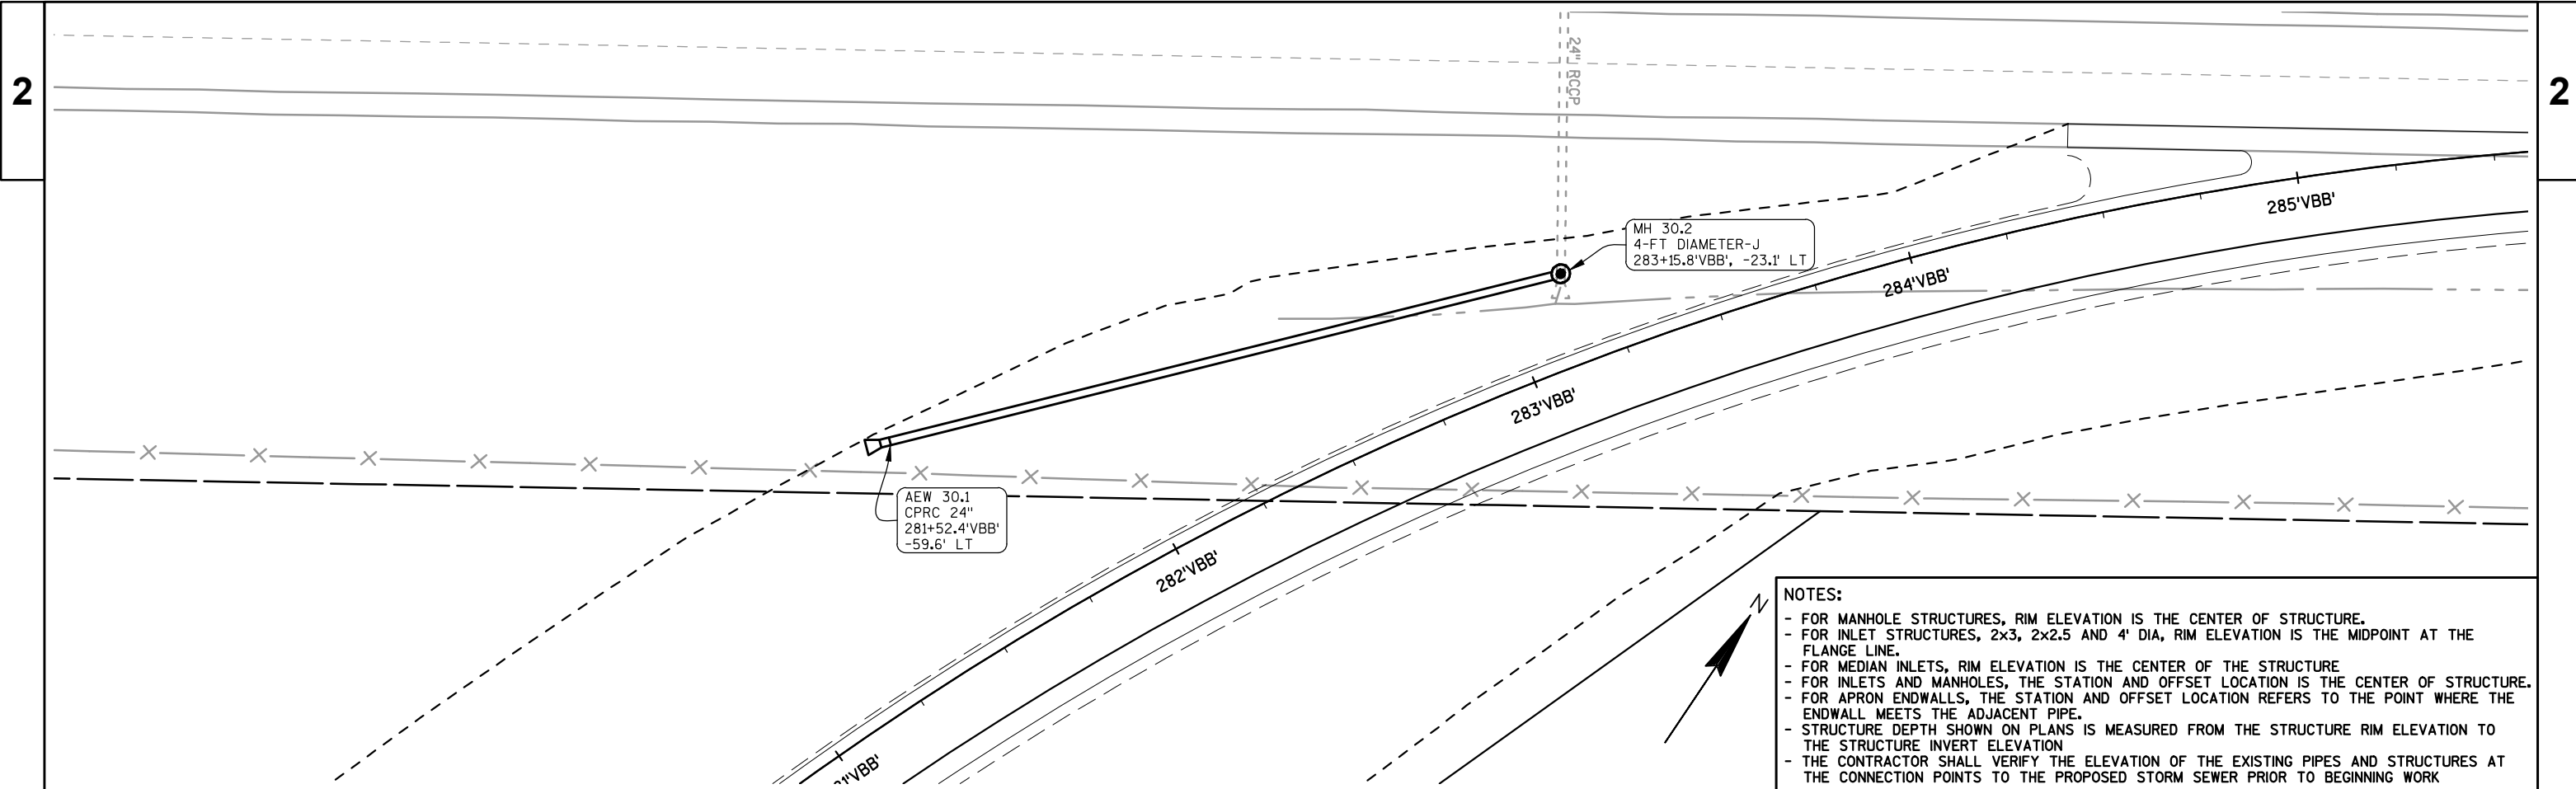 2
2
24" RCCP
MH 30.2
4-FT DIAMETER-J
283+15.8'VBB', -23.1' LT
285'VBB'
284'VBB'
283'VBB'
AEW 30.1
CPRC 24"
281+52.4'VBB'
-59.6' LT
282'VBB'
N
NOTES:
- FOR MANHOLE STRUCTURES, RIM ELEVATION IS THE CENTER OF STRUCTURE.
- FOR INLET STRUCTURES, 2x3, 2x2.5 AND 4' DIA, RIM ELEVATION IS THE MIDPOINT AT THE
FLANGE LINE.
- FOR MEDIAN INLETS, RIM ELEVATION IS THE CENTER OF THE STRUCTURE
- FOR INLETS AND MANHOLES, THE STATION AND OFFSET LOCATION IS THE CENTER OF STRUCTURE.
- FOR APRON ENDWALLS, THE STATION AND OFFSET LOCATION REFERS TO THE POINT WHERE THE
ENDWALL MEETS THE ADJACENT PIPE.
- STRUCTURE DEPTH SHOWN ON PLANS IS MEASURED FROM THE STRUCTURE RIM ELEVATION TO
THE STRUCTURE INVERT ELEVATION
- THE CONTRACTOR SHALL VERIFY THE ELEVATION OF THE EXISTING PIPES AND STRUCTURES AT
THE CONNECTION POINTS TO THE PROPOSED STORM SEWER PRIOR TO BEGINNING WORK